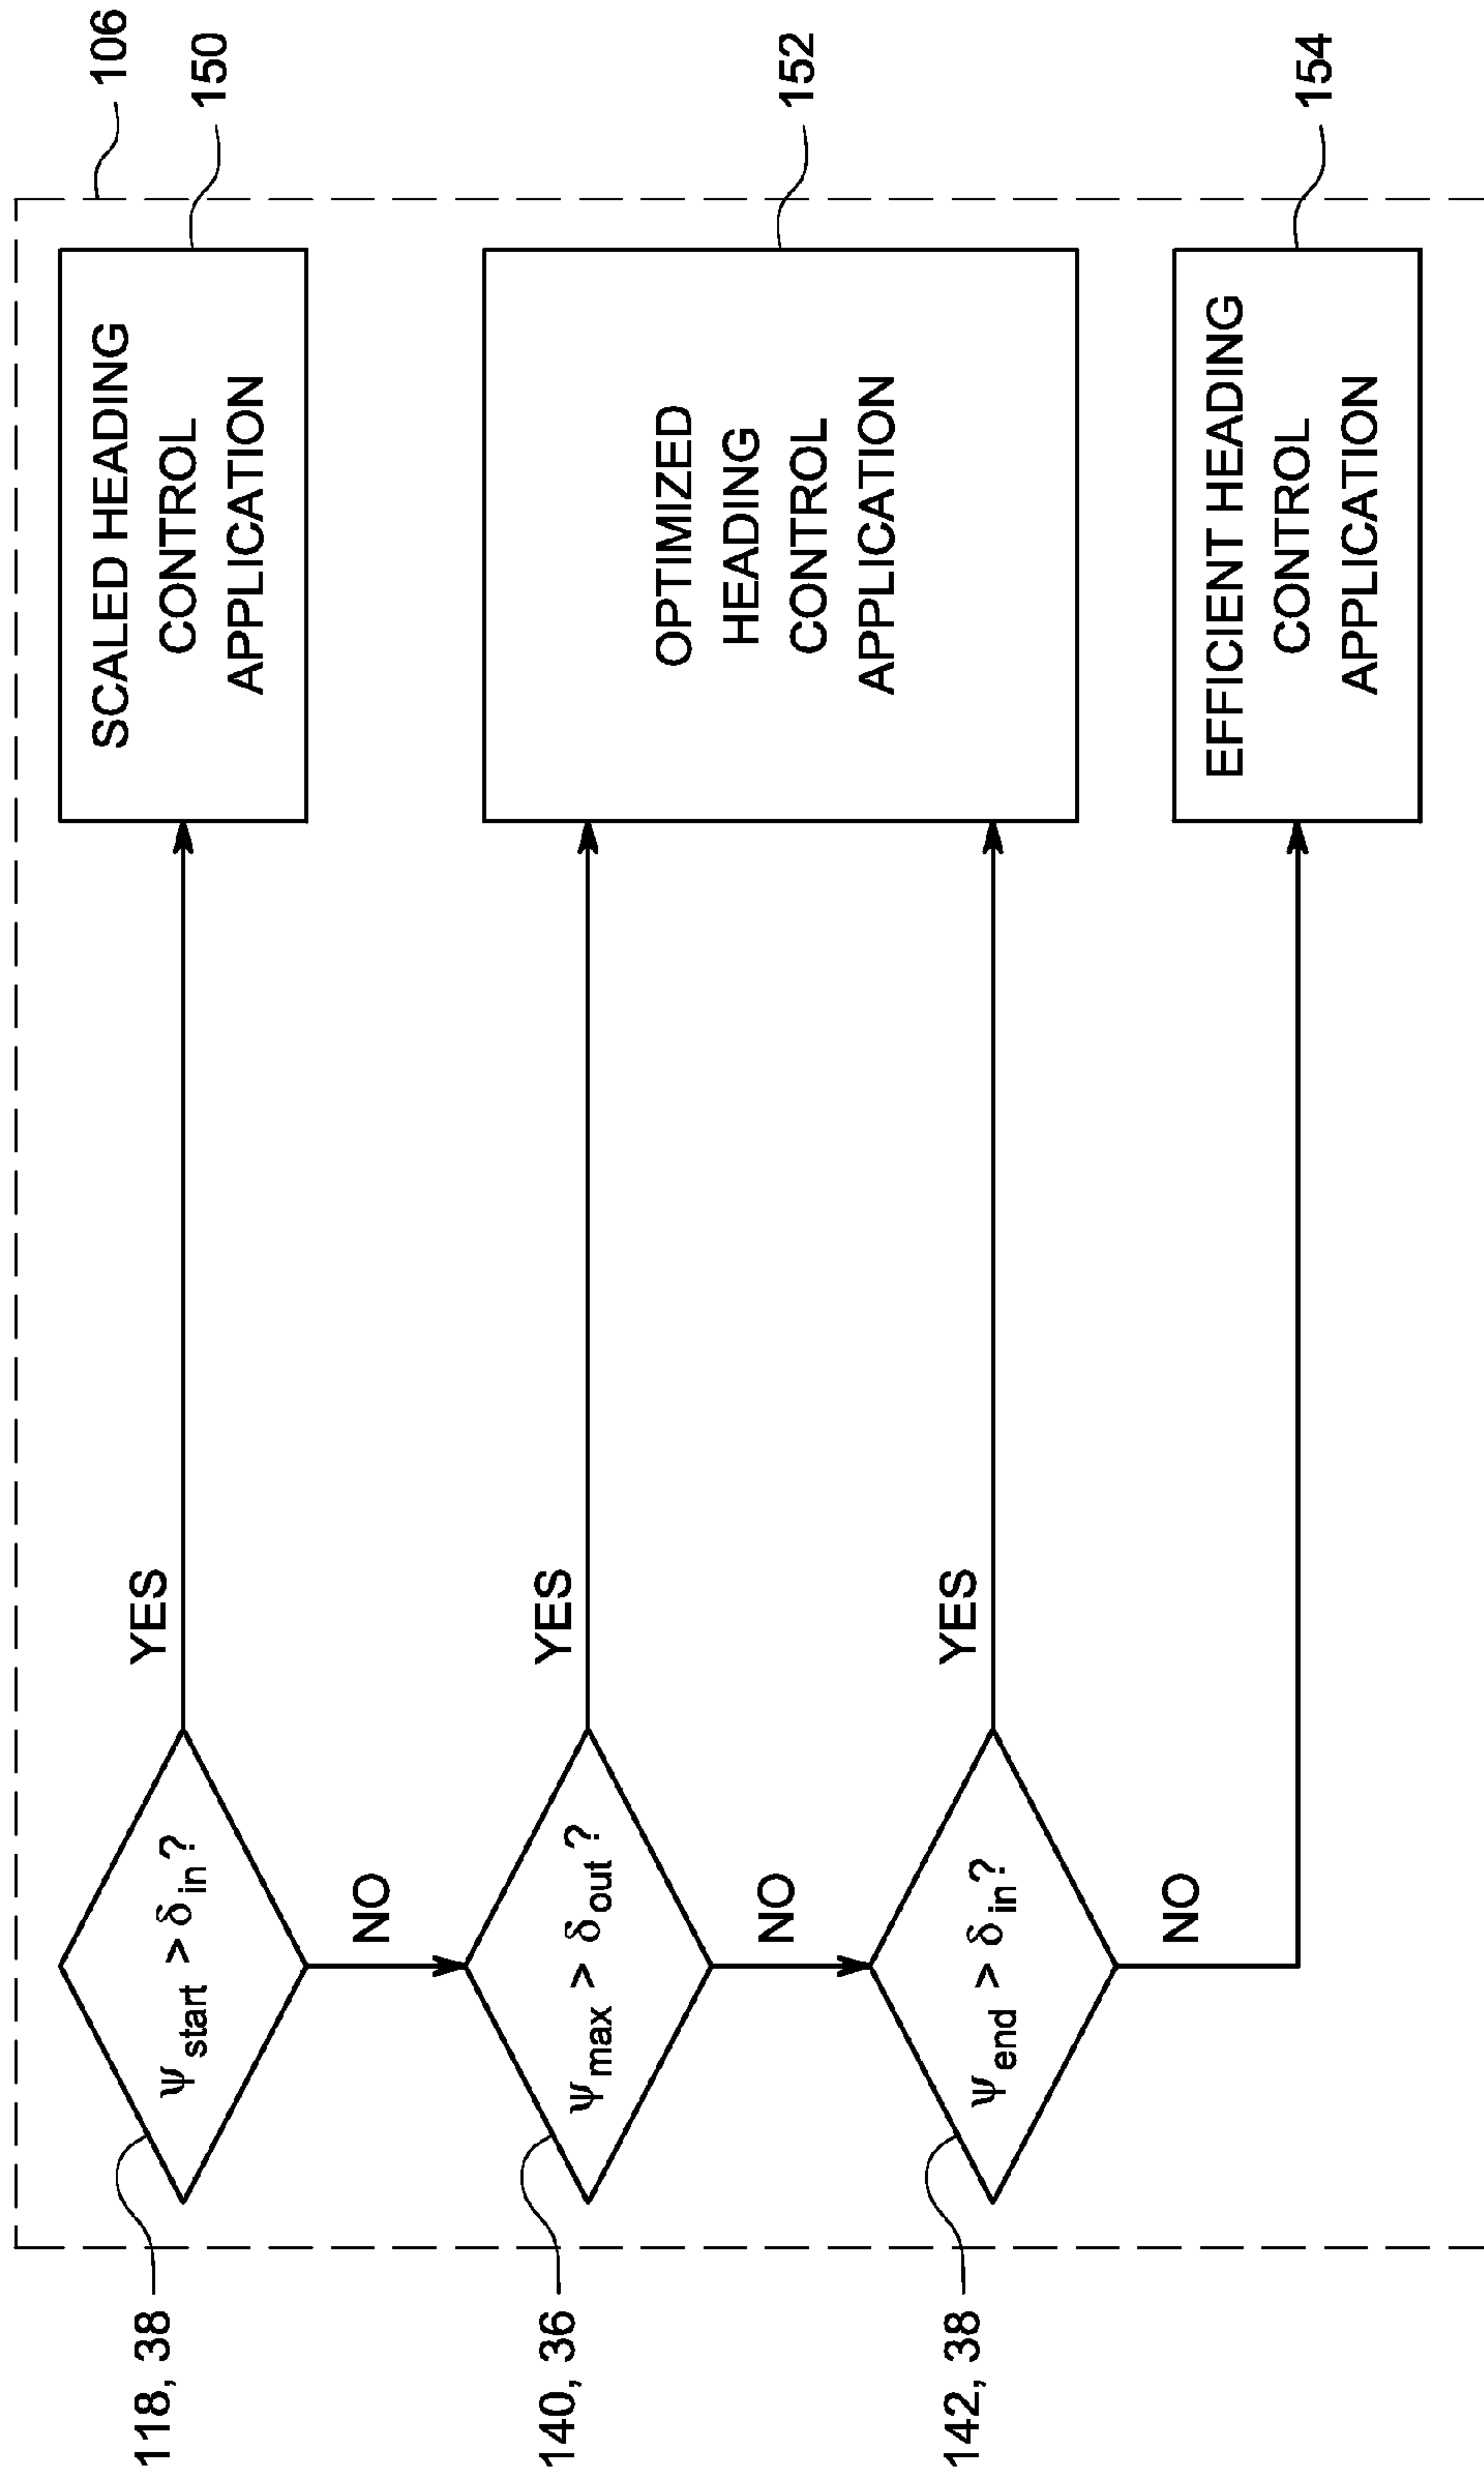 106
118, 38
Ψstart > δin?
YES
SCALED HEADING
CONTROL
APPLICATION
150
NO
140, 36
Ψmax > δout?
YES
OPTIMIZED
HEADING
CONTROL
APPLICATION
152
NO
142, 38
Ψend > δin?
YES
NO
EFFICIENT HEADING
CONTROL
APPLICATION
154